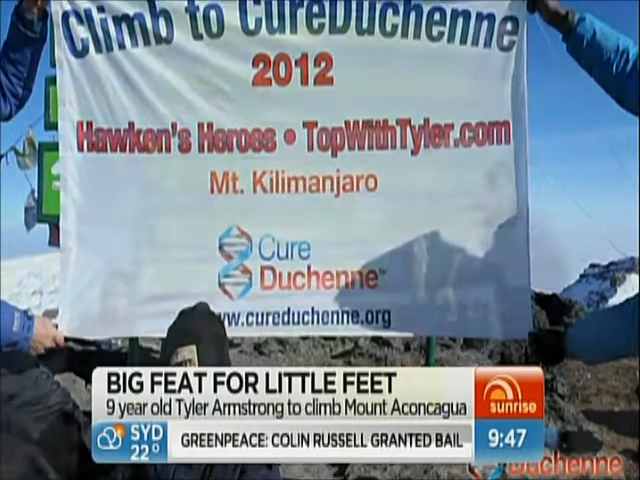 Climb to CureDuchenne
2012
Hawken's Heroes • TopWithTyler.com
Mt. Kilimanjaro
Cure
Duchenne™
www.cureduchenne.org
BIG FEAT FOR LITTLE FEET
9 year old Tyler Armstrong to climb Mount Aconcagua
sunrise
SYD
22°
GREENPEACE: COLIN RUSSELL GRANTED BAIL
9:47
Duchenne